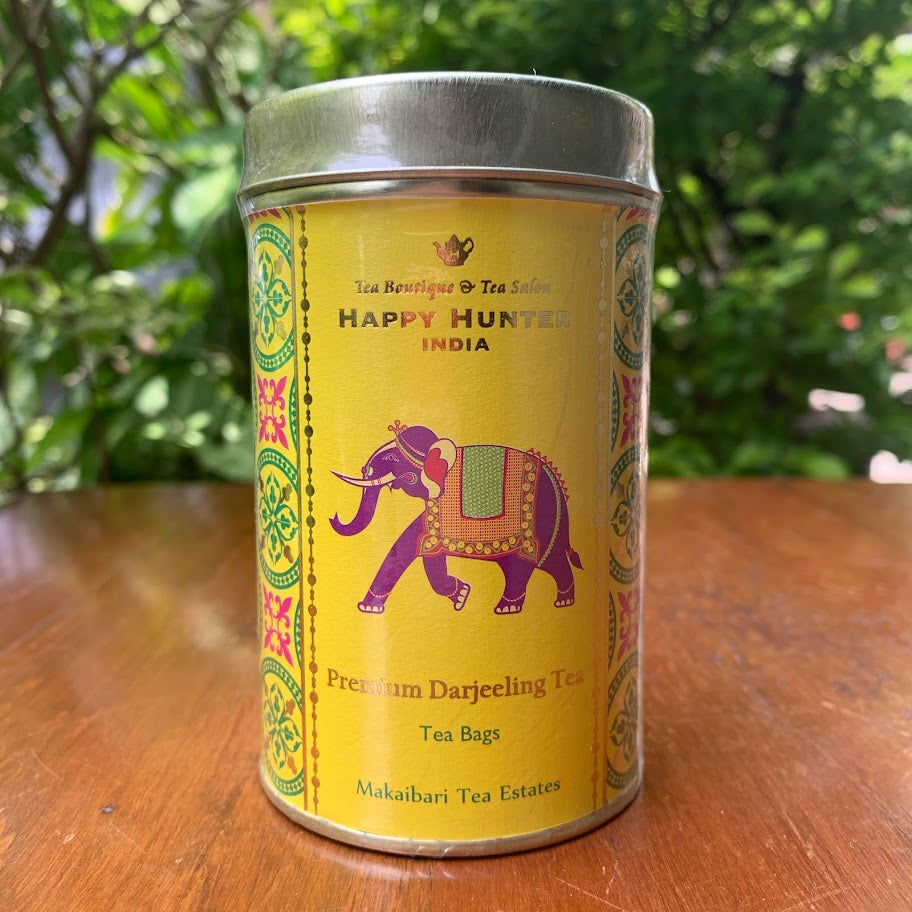 Tea Boutique & Tea Salon
HAPPY HUNTER
INDIA
Premium Darjeeling Tea
Tea Bags
Makaibari Tea Estates